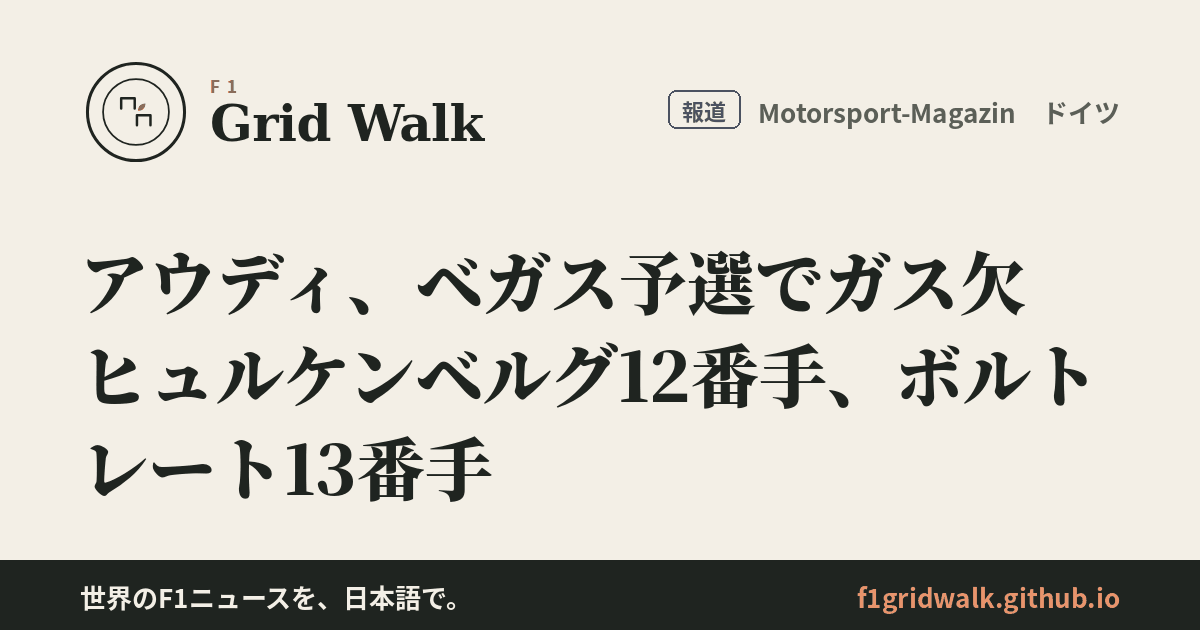 F1
Grid Walk
報道 Motorsport-Magazin ドイツ
アウディ、ベガス予選でガス欠
ヒュルケンベルグ12番手、ボルト
レート13番手
世界のF1ニュースを、日本語で。
f1gridwalk.github.io